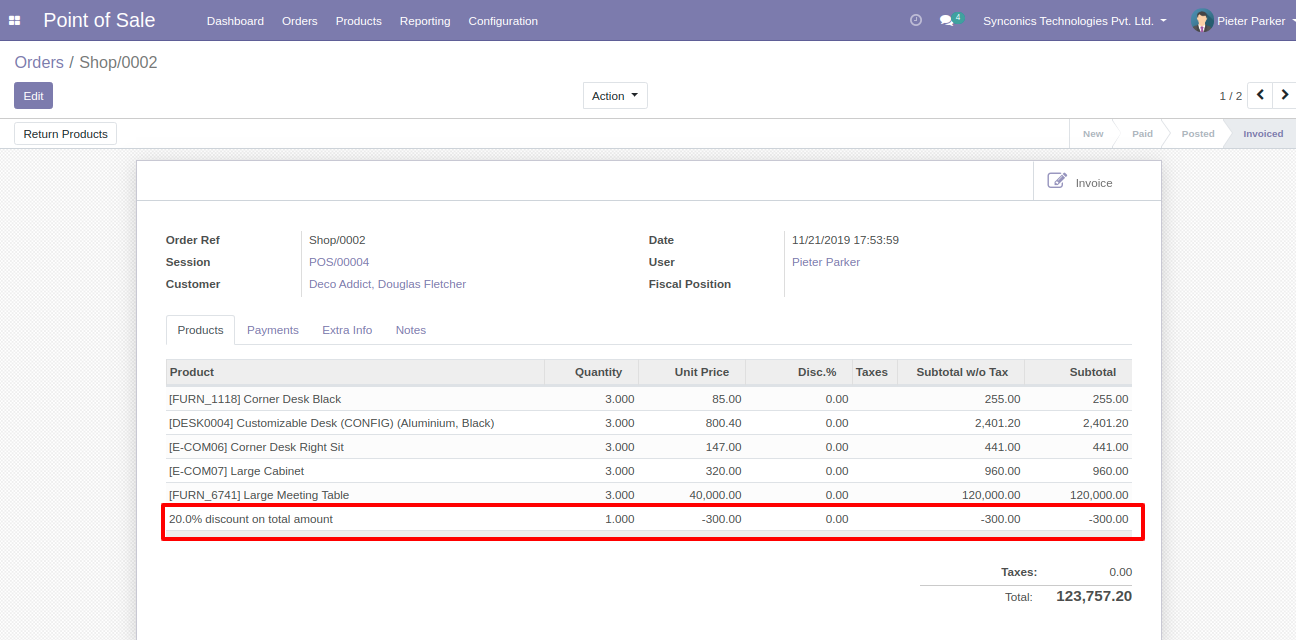 Point of Sale Dashboard Orders Products Reporting Configuration 4 Synconics Technologies Pvt. Ltd. Pieter Parker
Orders / Shop/0002
Edit Action 1 / 2
Return Products New Paid Posted Invoiced
Invoice
Order Ref Shop/0002 Date 11/21/2019 17:53:59
Session POS/00004 User Pieter Parker
Customer Deco Addict, Douglas Fletcher Fiscal Position
Products Payments Extra Info Notes
Product Quantity Unit Price Disc.% Taxes Subtotal w/o Tax Subtotal
[FURN_1118] Corner Desk Black 3.000 85.00 0.00 255.00 255.00
[DESK0004] Customizable Desk (CONFIG) (Aluminium, Black) 3.000 800.40 0.00 2,401.20 2,401.20
[E-COM06] Corner Desk Right Sit 3.000 147.00 0.00 441.00 441.00
[E-COM07] Large Cabinet 3.000 320.00 0.00 960.00 960.00
[FURN_6741] Large Meeting Table 3.000 40,000.00 0.00 120,000.00 120,000.00
20.0% discount on total amount 1.000 -300.00 0.00 -300.00 -300.00
Taxes: 0.00
Total: 123,757.20